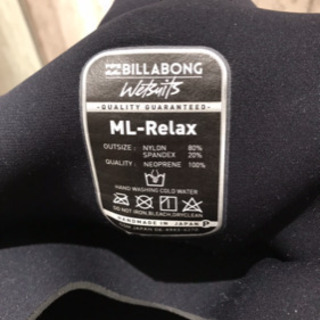 BILLABONG
Wetsuits
QUALITY GUARANTEED
ML-Relax
OUTSIZE : NYLON 80%
SPANDEX 20%
QUALITY : NEOPRENE 100%
HAND WASHING COLD WATER
DO NOT IRON,BLEACH,DRYCLEAN
HANDMADE IN JAPAN P
JAPAN